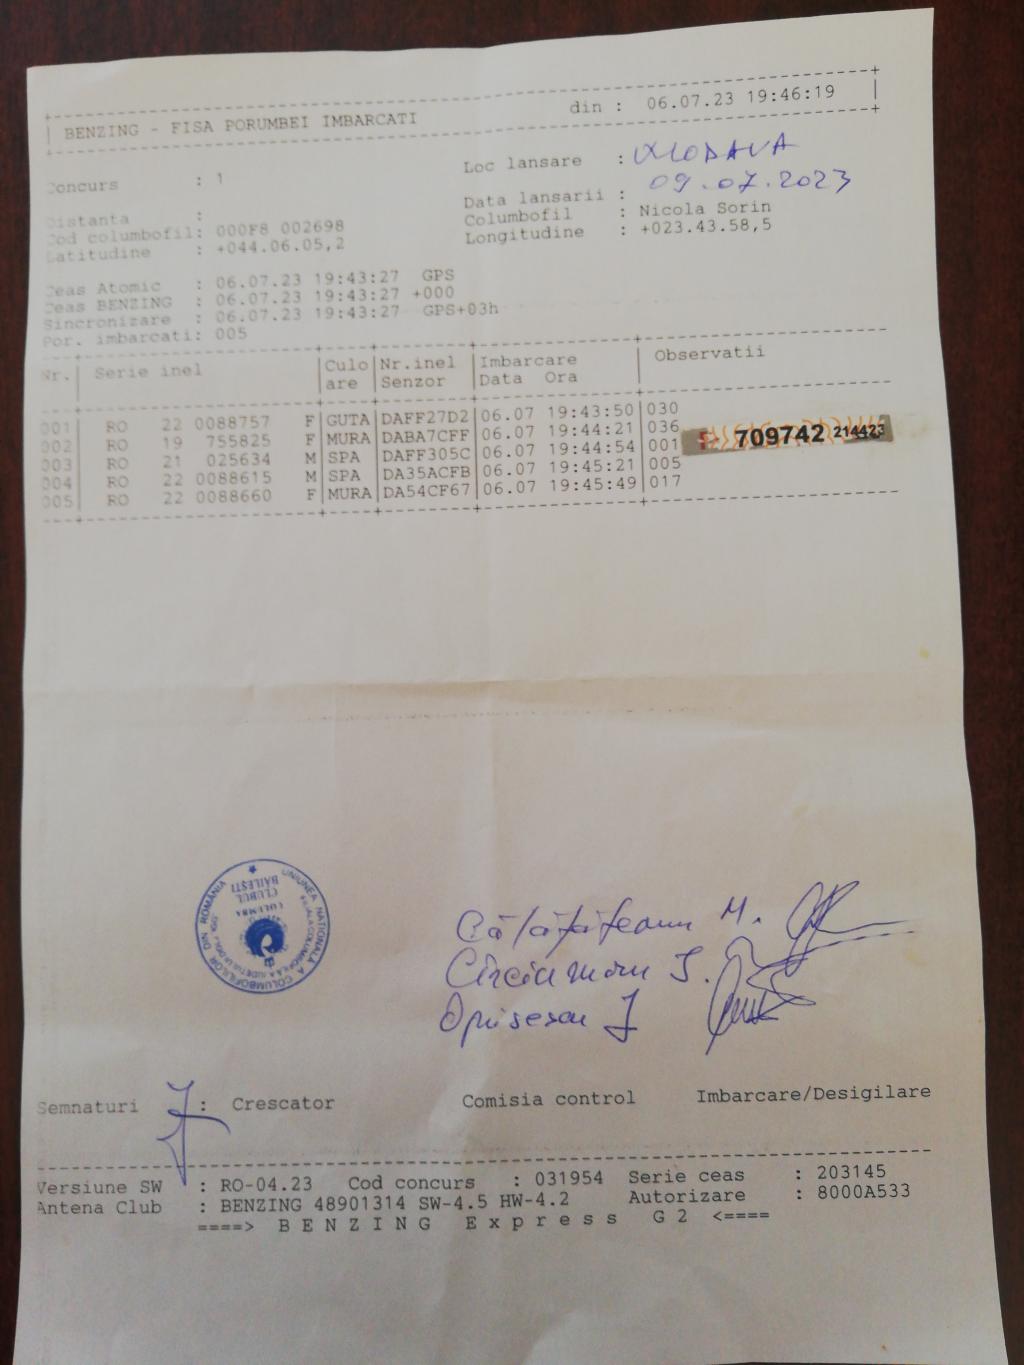 BENZING - FISA PORUMBEI IMBARCATI din : 06.07.23 19:46:19
Concurs : 1 Loc lansare :
Data lansarii : 09.07.2023
Distanta : Columbofil : Nicola Sorin
Cod columbofil: 000F8 002698 Longitudine : +023.43.58,5
Latitudine : +044.06.05,2
Ceas Atomic : 06.07.23 19:43:27 GPS
Ceas BENZING : 06.07.23 19:43:27 +000
Sincronizare : 06.07.23 19:43:27 GPS+03h
Por. imbarcati: 005
Nr. Serie inel Culo Nr.inel Imbarcare Observatii
are Senzor Data Ora
001 RO 22 0088757 F GUTA DAFF27D2 06.07 19:43:50 030
002 RO 19 755825 F MURA DABA7CFF 06.07 19:44:21 036
003 RO 21 025634 M SPA DAFF305C 06.07 19:44:54 001
004 RO 22 0088615 M SPA DA35ACFB 06.07 19:45:21 005
005 RO 22 0088660 F MURA DA54CF67 06.07 19:45:49 017
709742 214423
UNIUNEA NATIONALA A COLUMBOFILILOR DIN ROMÂNIA
COLUMBA
CLUBUL
BĂILEŞTI
M.
J.
J
Semnaturi : Crescator Comisia control Imbarcare/Desigilare
Versiune SW : RO-04.23 Cod concurs : 031954 Serie ceas : 203145
Antena Club : BENZING 48901314 SW-4.5 HW-4.2 Autorizare : 8000A533
====> B E N Z I N G E x p r e s s G 2 <====